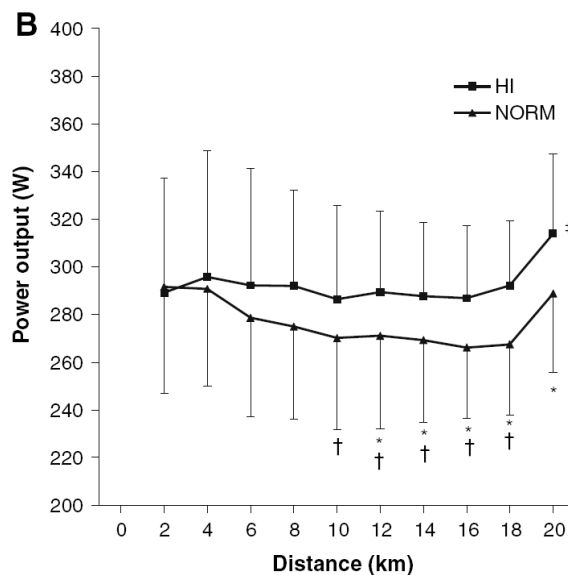 B
400
380
360
340
320
300
280
260
240
220
200
Power output (W)
HI
NORM
* * * * *
† † † † †
0 2 4 6 8 10 12 14 16 18 20
Distance (km)